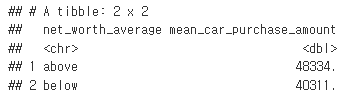 ## # A tibble: 2 x 2
## net_worth_average mean_car_purchase_amount
## <chr> <dbl>
## 1 above 48334.
## 2 below 40311.